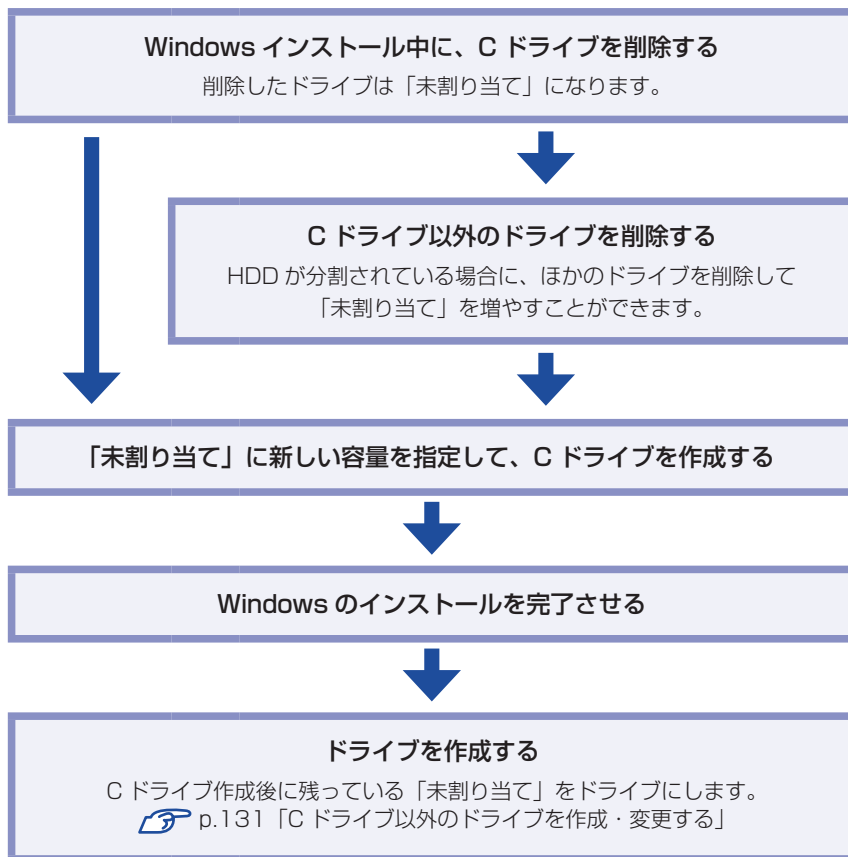 Windows インストール中に、C ドライブを削除する
削除したドライブは「未割り当て」になります。
C ドライブ以外のドライブを削除する
HDD が分割されている場合に、ほかのドライブを削除して
「未割り当て」を増やすことができます。
「未割り当て」に新しい容量を指定して、C ドライブを作成する
Windows のインストールを完了させる
ドライブを作成する
C ドライブ作成後に残っている「未割り当て」をドライブにします。
p.131「C ドライブ以外のドライブを作成・変更する」